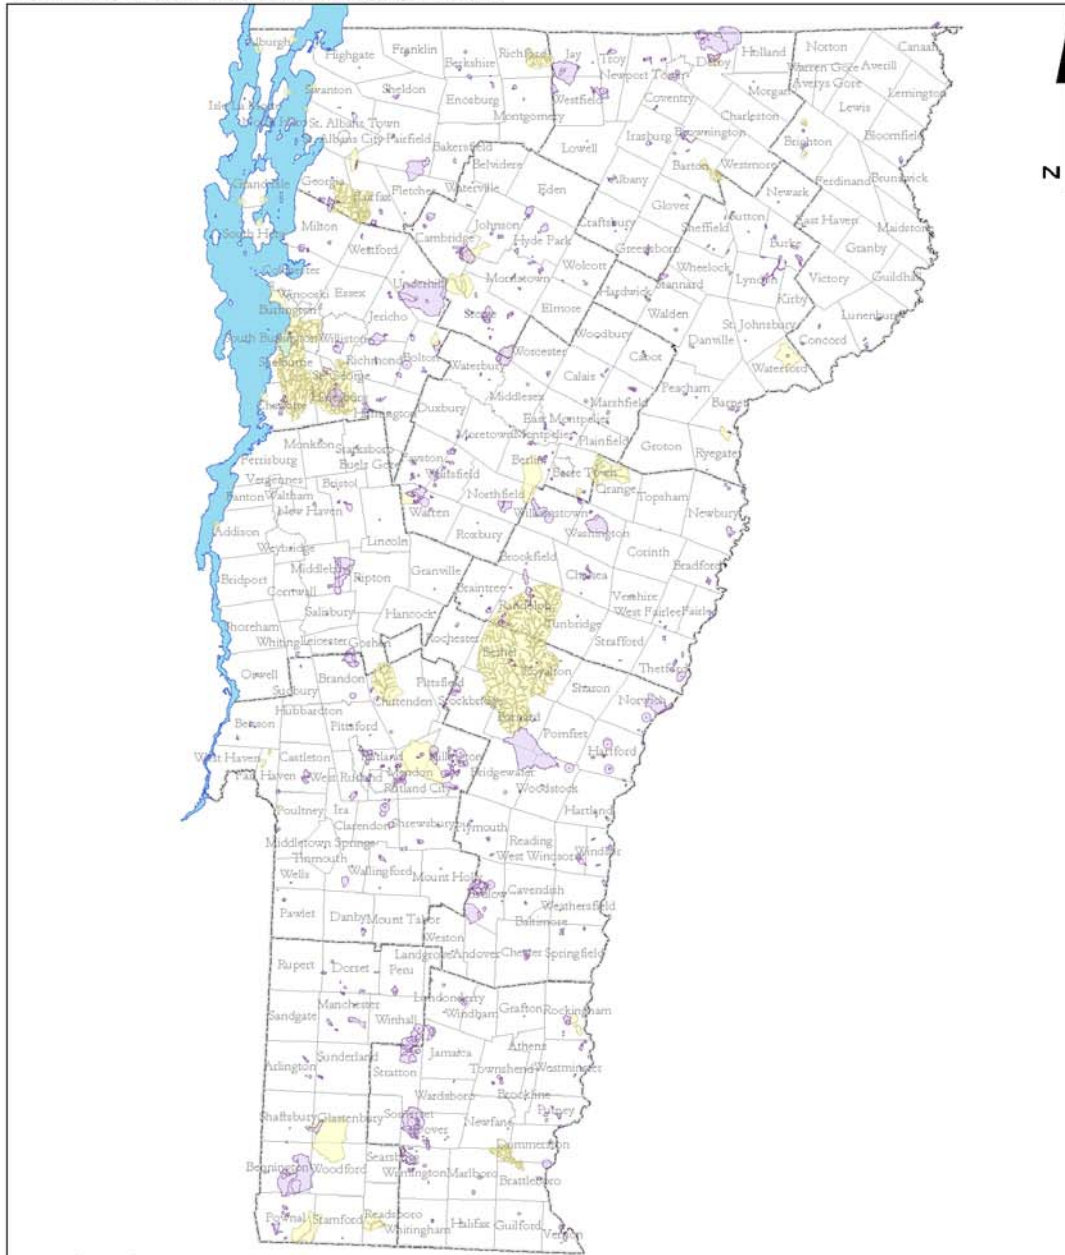 Alburgh
Highgate
Franklin
Berkshire
Richford
Jay
Troy
Newport Town
Derby
Holland
Norton
Canaan
Warren Gore
Averill
Averys Gore
Lemington
Swanton
Sheldon
Enosburg
Westfield
Coventry
Morgan
Lewis
Isle La Motte
St. Albans Town
Montgomery
Charleston
Bloomfield
St. Albans City
Fairfield
Bakersfield
Lowell
Irasburg
Brownington
Brighton
Belvidere
Barton
Westmore
Grand Isle
Georgia
Fairfax
Fletcher
Waterville
Eden
Albany
Glover
Newark
Ferdinand
Brunswick
South Hero
Milton
Westford
Cambridge
Johnson
Hyde Park
Craftsbury
Greensboro
Sheffield
Sutton
Burke
East Haven
Granby
Maidstone
Colchester
Winooski
Essex
Underhill
Morristown
Wolcott
Hardwick
Stannard
Wheelock
Lyndon
Victory
Guildhall
Burlington
Jericho
Stowe
Elmore
Woodbury
Walden
Kirby
Lunenburg
South Burlington
Williston
St. Johnsbury
Danville
Concord
Shelburne
Richmond
Bolton
Waterbury
Worcester
Cabot
Waterford
St. George
Calais
Peacham
Charlotte
Hinesburg
Huntington
Duxbury
Middlesex
Marshfield
Barnet
East Montpelier
Monkton
Starksboro
Moretown
Montpelier
Plainfield
Groton
Ryegate
Ferrisburg
Buels Gore
Fayston
Waitsfield
Berlin
Barre Town
Orange
Vergennes
Bristol
Panton
Waltham
Northfield
Topsham
New Haven
Warren
Williamstown
Newbury
Addison
Roxbury
Washington
Weybridge
Lincoln
Brookfield
Corinth
Middlebury
Bridport
Ripton
Granville
Braintree
Chelsea
Bradford
Cornwall
Vershire
Salisbury
Hancock
Randolph
West Fairlee
Fairlee
Shoreham
Tunbridge
Whiting
Leicester
Goshen
Rochester
Strafford
Bethel
Orwell
Brandon
Royalton
Thetford
Sudbury
Chittenden
Pittsfield
Stockbridge
Sharon
Norwich
Hubbardton
Benson
Pittsford
Barnard
Pomfret
Hartford
West Haven
Castleton
Rutland
Killington
Fair Haven
West Rutland
Mendon
Bridgewater
Rutland City
Woodstock
Poultney
Ira
Hartland
Clarendon
Shrewsbury
Plymouth
Middletown Springs
Reading
Tinmouth
West Windsor
Windsor
Wells
Wallingford
Mount Holly
Ludlow
Cavendish
Weathersfield
Pawlet
Danby
Mount Tabor
Baltimore
Weston
Landgrove
Andover
Chester
Springfield
Rupert
Dorset
Peru
Londonderry
Manchester
Windham
Grafton
Rockingham
Sandgate
Winhall
Athens
Sunderland
Jamaica
Arlington
Stratton
Townshend
Westminster
Wardsboro
Brookline
Shaftsbury
Glastenbury
Somerset
Dover
Newfane
Putney
Dummerston
Searsburg
Bennington
Woodford
Wilmington
Marlboro
Brattleboro
Pownal
Stamford
Readsboro
Whitingham
Halifax
Guilford
Vernon
N